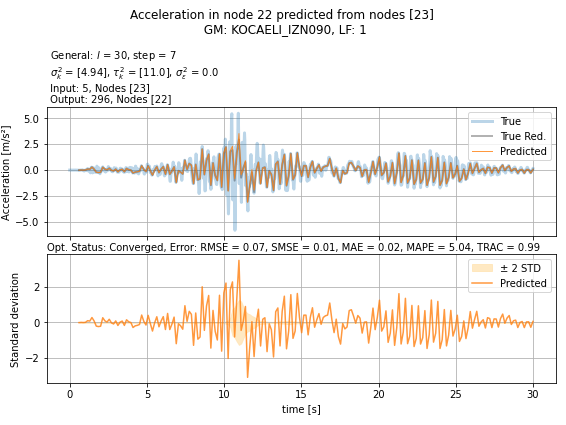 Acceleration in node 22 predicted from nodes [23]
GM: KOCAELI_IZN090, LF: 1
General: l = 30, step = 7
σ²ₖ = [4.94], τ²ₖ = [11.0], σ²ε = 0.0
Input: 5, Nodes [23]
Output: 296, Nodes [22]
Acceleration [m/s²]
5.0
2.5
0.0
−2.5
−5.0
True
True Red.
Predicted
Opt. Status: Converged, Error: RMSE = 0.07, SMSE = 0.01, MAE = 0.02, MAPE = 5.04, TRAC = 0.99
Standard deviation
2
0
−2
± 2 STD
Predicted
0 5 10 15 20 25 30
time [s]